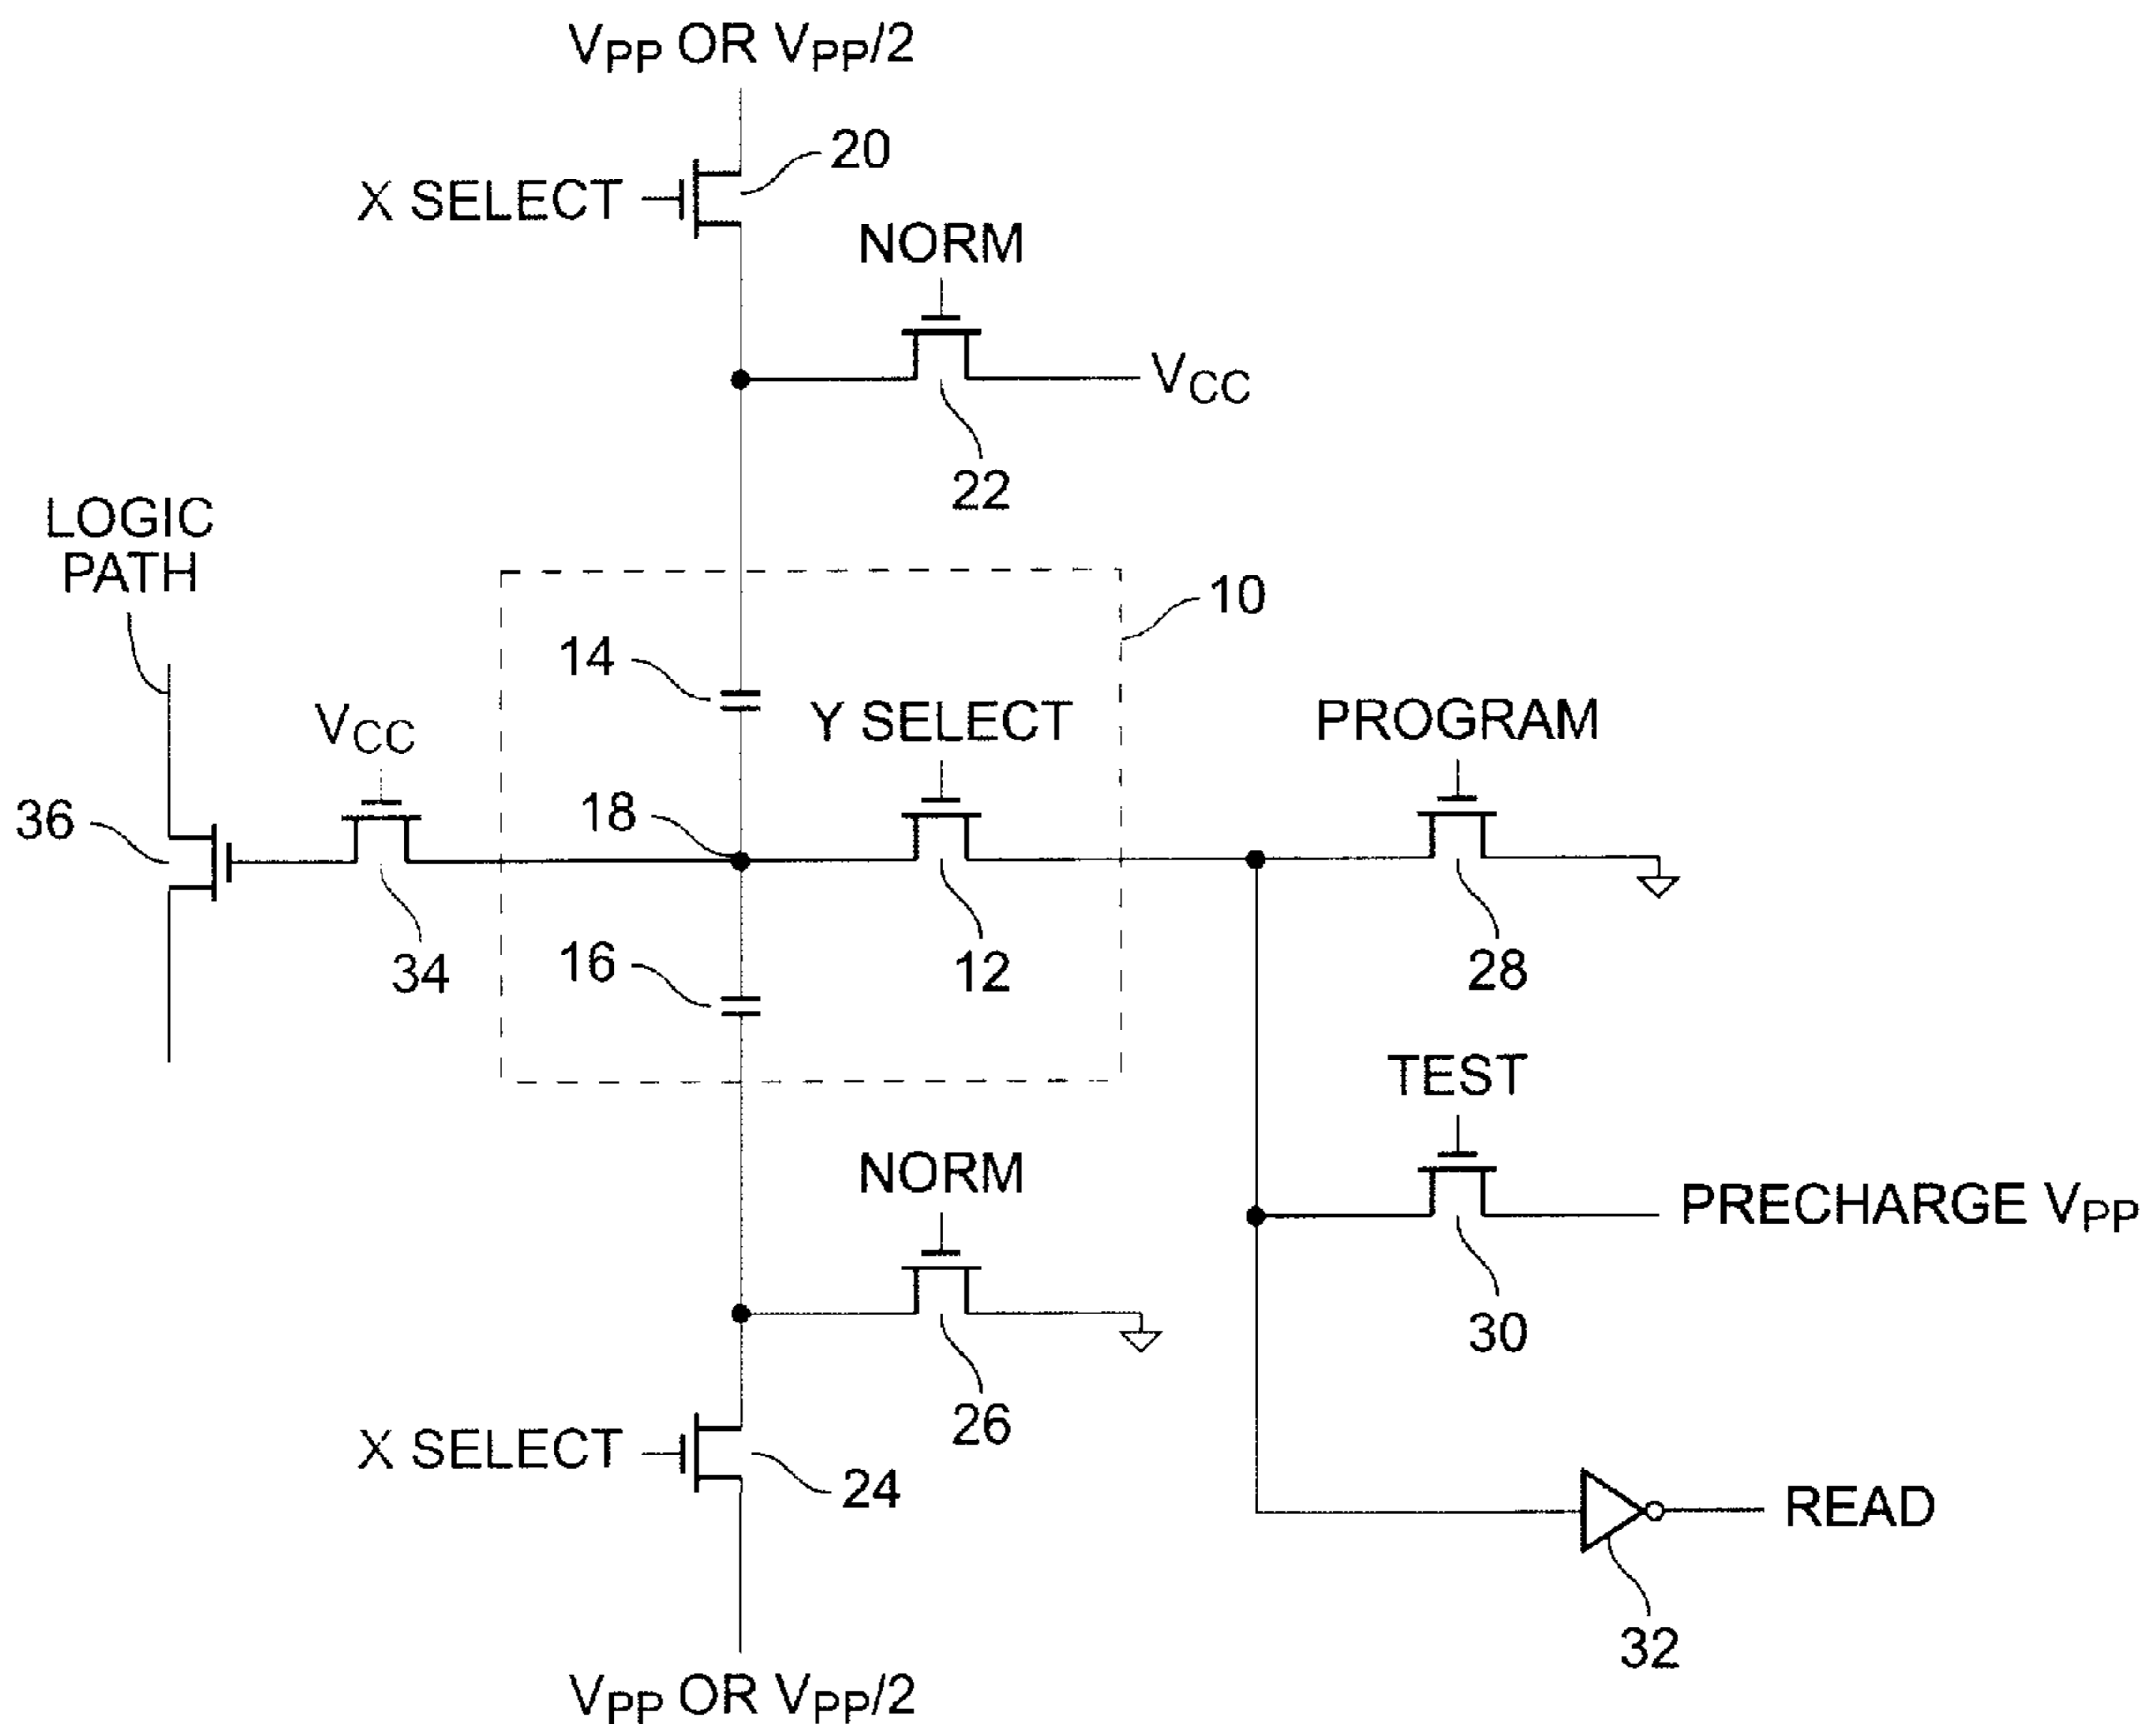 VPP OR VPP/2
20
X SELECT
NORM
VCC
22
LOGIC
PATH
10
14
VCC
Y SELECT
PROGRAM
36
18
34
16
12
28
TEST
NORM
PRECHARGE VPP
30
26
X SELECT
24
READ
32
VPP OR VPP/2